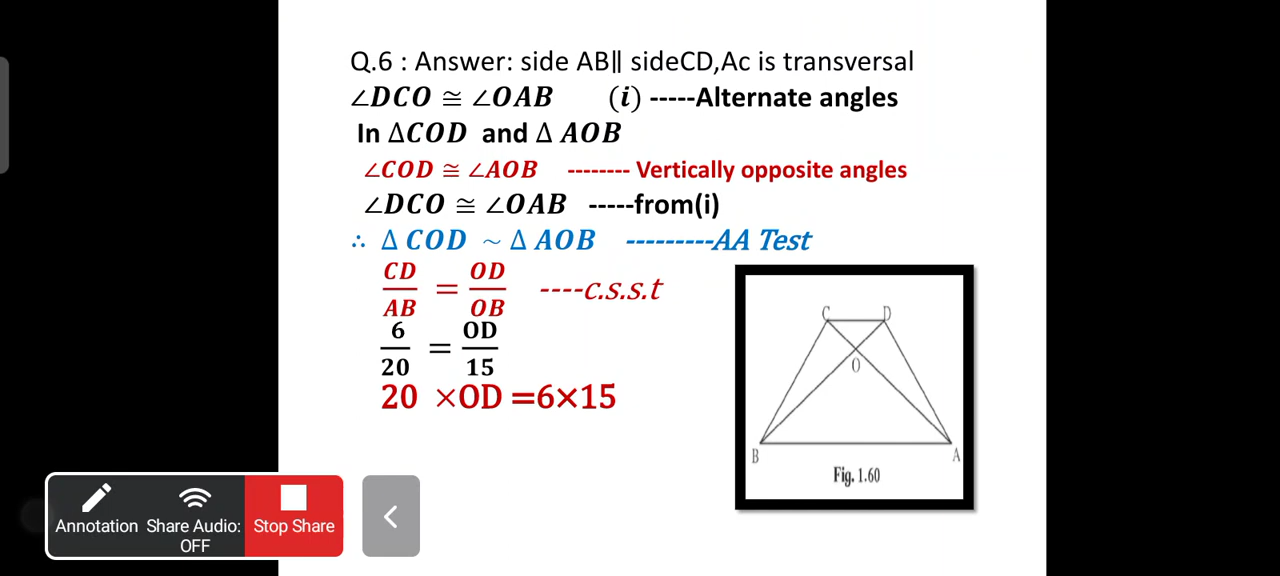 Q.6 : Answer: side AB∥ sideCD,Ac is transversal
∠DCO ≅ ∠OAB (i) -----Alternate angles
In ΔCOD and Δ AOB
∠COD ≅ ∠AOB -------- Vertically opposite angles
∠DCO ≅ ∠OAB -----from(i)
∴ Δ COD ~ Δ AOB ---------AA Test
CD/AB = OD/OB ----c.s.s.t
6/20 = OD/15
20 ×OD =6×15
C D
O
B A
Fig. 1.60
Annotation
Share Audio: OFF
Stop Share